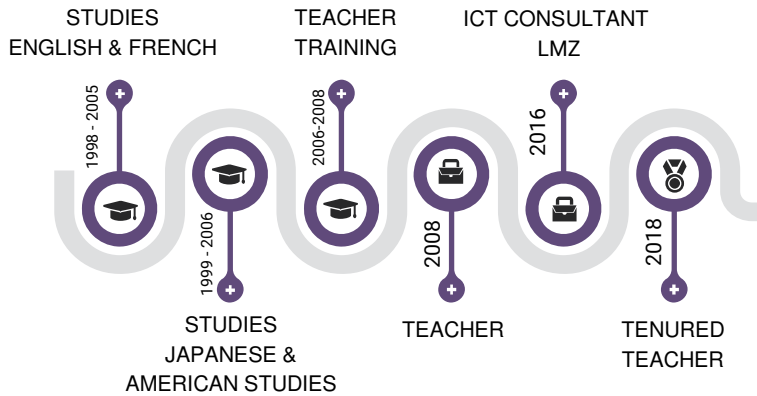 STUDIES
ENGLISH & FRENCH
1998 - 2005
STUDIES
JAPANESE &
AMERICAN STUDIES
1999 - 2006
TEACHER
TRAINING
2006-2008
TEACHER
2008
ICT CONSULTANT
LMZ
2016
TENURED
TEACHER
2018